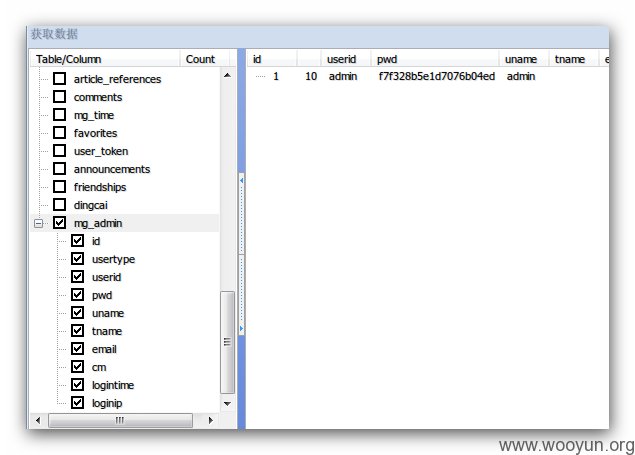 获取数据
Table/Column Count
article_references
comments
mg_time
favorites
user_token
announcements
friendships
dingcai
mg_admin
id
usertype
userid
pwd
uname
tname
email
cm
logintime
loginip
id userid pwd uname tname e
1 10 admin f7f328b5e1d7076b04ed admin
www.wooyun.org